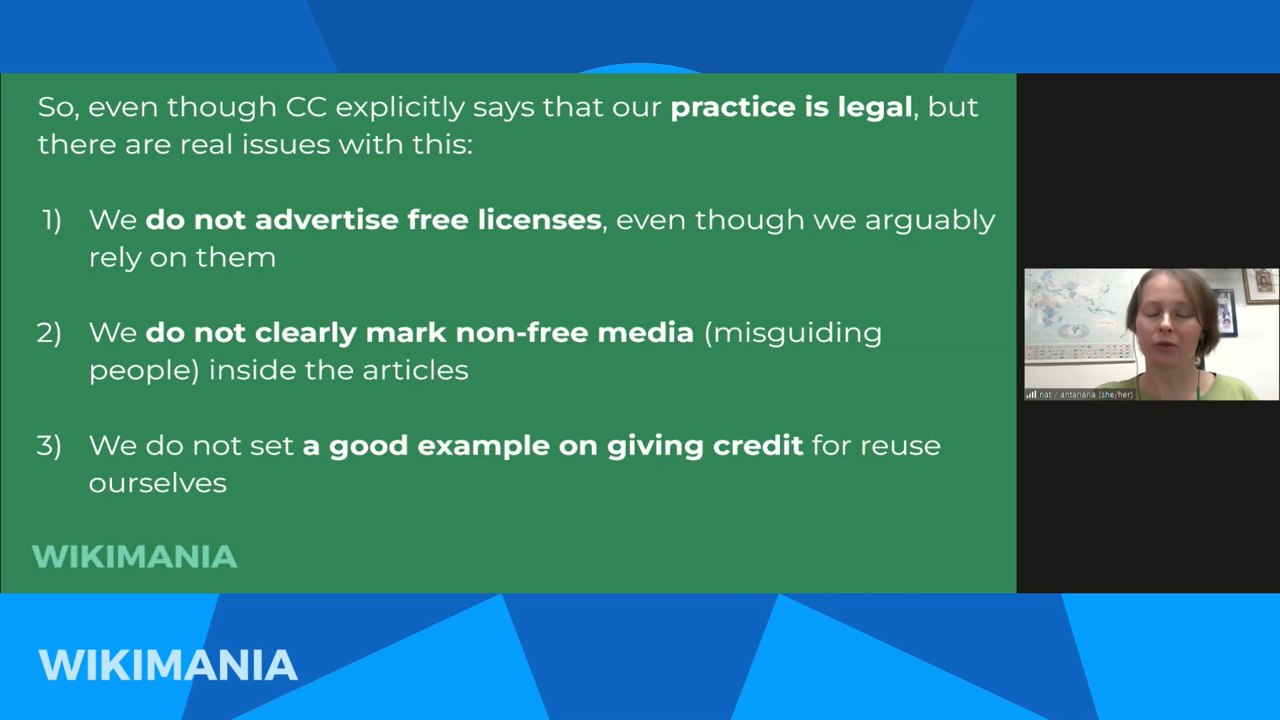 So, even though CC explicitly says that our practice is legal, but
there are real issues with this:
1) We do not advertise free licenses, even though we arguably
rely on them
2) We do not clearly mark non-free media (misguiding
people) inside the articles
3) We do not set a good example on giving credit for reuse
ourselves
WIKIMANIA
nat / antanana (she/her)
WIKIMANIA